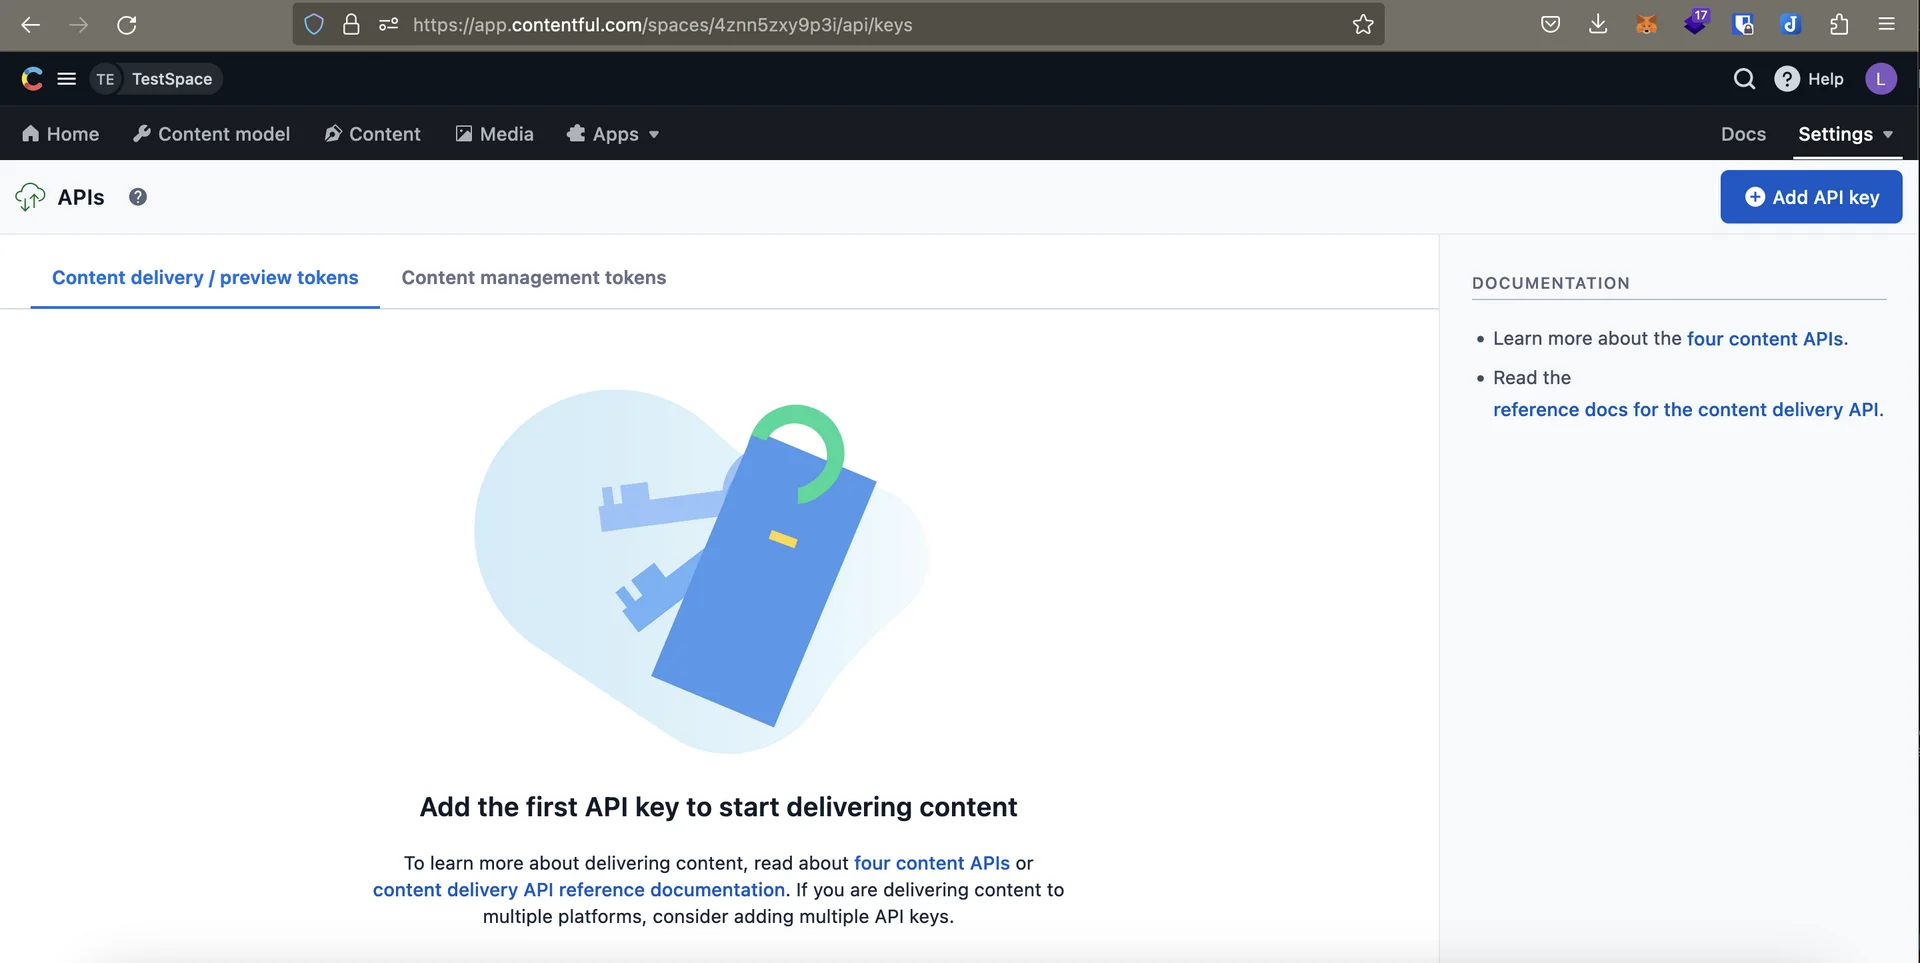 https://app.contentful.com/spaces/4znn5zxy9p3i/api/keys
17
TE TestSpace
? Help L
Home Content model Content Media Apps Docs Settings
APIs ? Add API key
Content delivery / preview tokens Content management tokens
DOCUMENTATION
• Learn more about the four content APIs.
• Read the
reference docs for the content delivery API.
Add the first API key to start delivering content
To learn more about delivering content, read about four content APIs or
content delivery API reference documentation. If you are delivering content to
multiple platforms, consider adding multiple API keys.